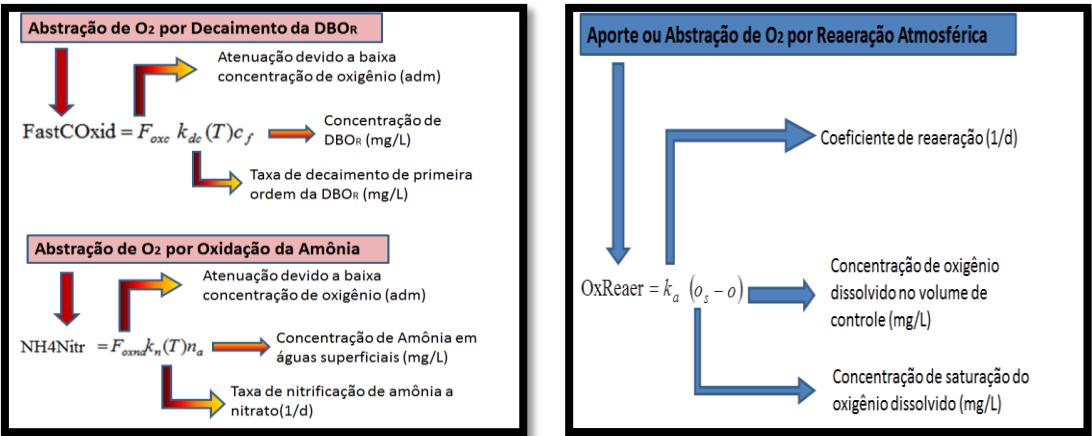 Abstração de O2 por Decaimento da DBOR
Atenuação devido a baixa
concentração de oxigênio (adm)
FastCOxid = Foxc kdc (T)cf
Concentração de
DBOR (mg/L)
Taxa de decaimento de primeira
ordem da DBOR (mg/L)
Abstração de O2 por Oxidação da Amônia
Atenuação devido a baixa
concentração de oxigênio (adm)
NH4Nitr =Foxna kn(T)na
Concentração de Amônia em
águas superficiais (mg/L)
Taxa de nitrificação de amônia a
nitrato(1/d)
Aporte ou Abstração de O2 por Reaeração Atmosférica
Coeficiente de reaeração (1/d)
OxReaer = ka (os – o)
Concentração de oxigênio
dissolvido no volume de
controle (mg/L)
Concentração de saturação do
oxigênio dissolvido (mg/L)